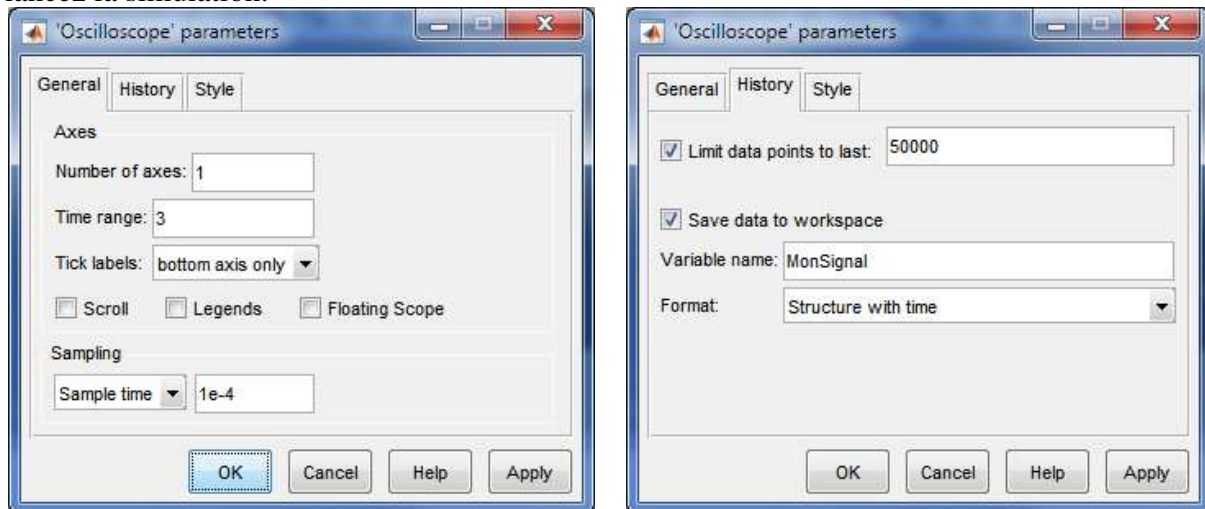 lancez la simulation.
'Oscilloscope' parameters
General History Style
Axes
Number of axes: 1
Time range: 3
Tick labels: bottom axis only
Scroll Legends Floating Scope
Sampling
Sample time 1e-4
OK Cancel Help Apply
'Oscilloscope' parameters
General History Style
Limit data points to last: 50000
Save data to workspace
Variable name: MonSignal
Format: Structure with time
OK Cancel Help Apply